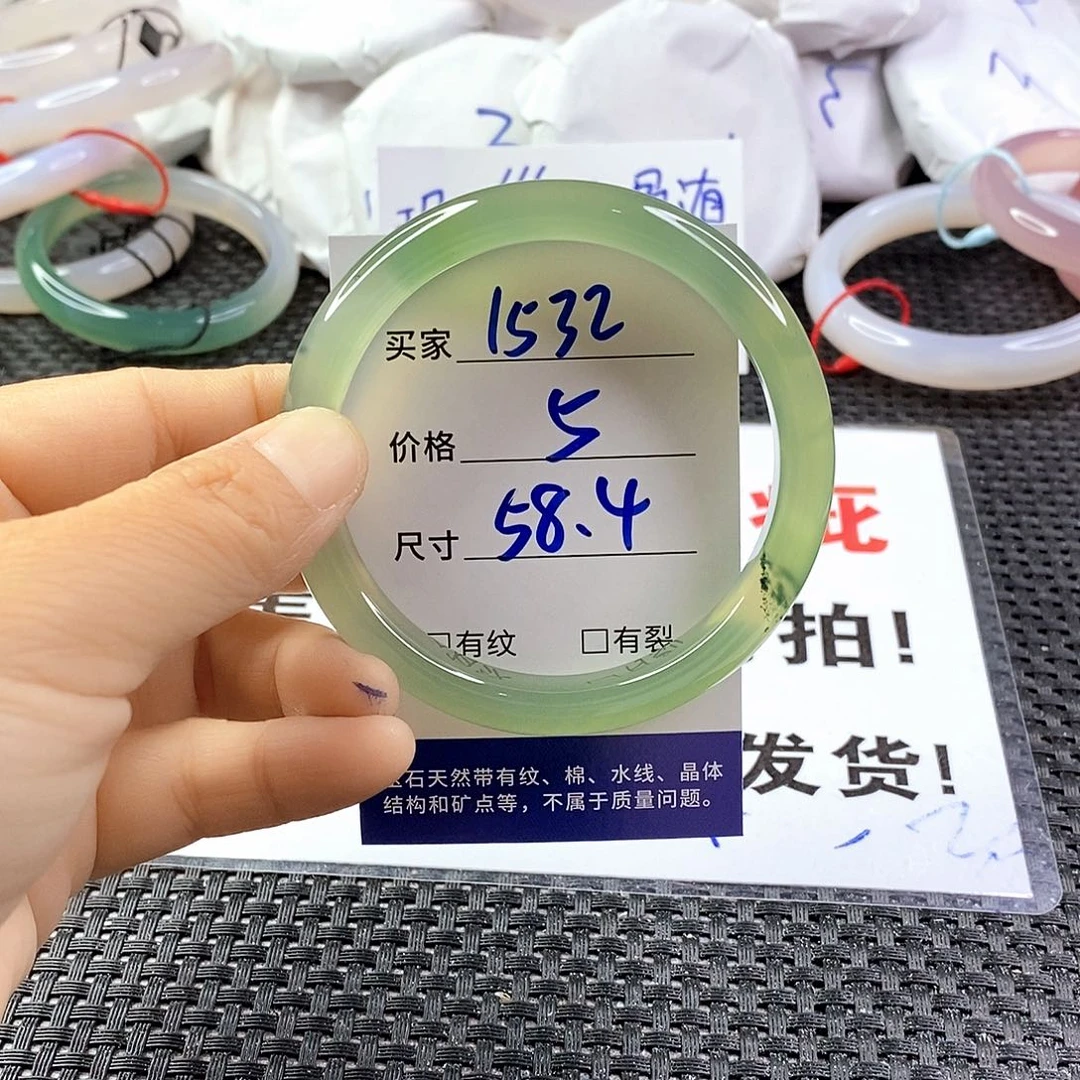 买家 1532
价格 5
尺寸 58.4
□有纹 □有裂
玉石天然带有纹、棉、水线、晶体
结构和矿点等，不属于质量问题。
拍!
发货!